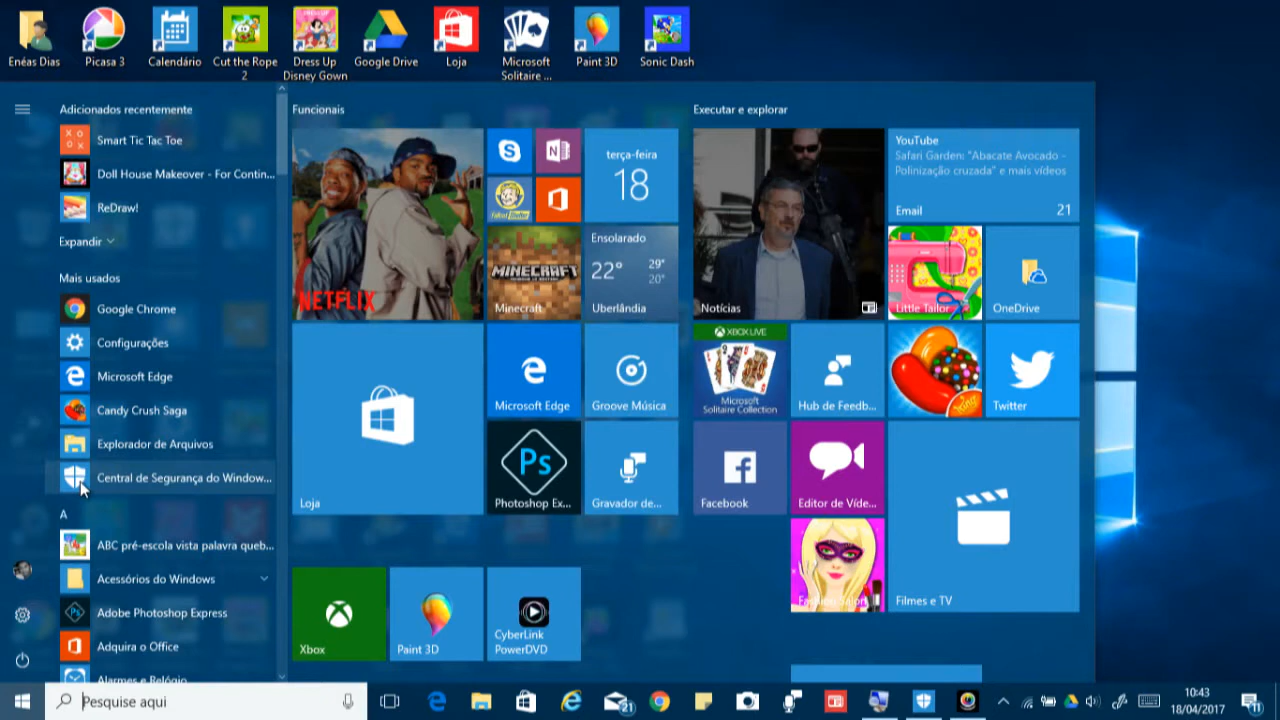 Enéas Dias
Picasa 3
Calendário
Cut the Rope
2
Dress Up
Disney Gown
Google Drive
Loja
Microsoft
Solitaire ...
Paint 3D
Sonic Dash
Adicionados recentemente
Smart Tic Tac Toe
Doll House Makeover - For Contin...
ReDraw!
Expandir
Mais usados
Google Chrome
Configurações
Microsoft Edge
Candy Crush Saga
Explorador de Arquivos
Central de Segurança do Window...
A
ABC pré-escola vista palavra queb...
Acessórios do Windows
Adobe Photoshop Express
Adquira o Office
Alarmes e Relógio
Funcionais
NETFLIX
terça-feira
18
MINECRAFT
Minecraft
Ensolarado
22°
29°
20°
Uberlândia
Loja
Microsoft Edge
Groove Música
Ps
Photoshop Ex...
Gravador de...
Xbox
Paint 3D
CyberLink
PowerDVD
Executar e explorar
Notícias
YouTube
Safari Garden: "Abacate Avocado -
Polinização cruzada" e mais vídeos
Email
21
Little Tailor
OneDrive
XBOX LIVE
Microsoft
Solitaire Collection
Hub de Feedb...
King
Twitter
Facebook
Editor de Víde...
Fashion Salon
Filmes e TV
Pesquise aqui
21
10:43
18/04/2017
11